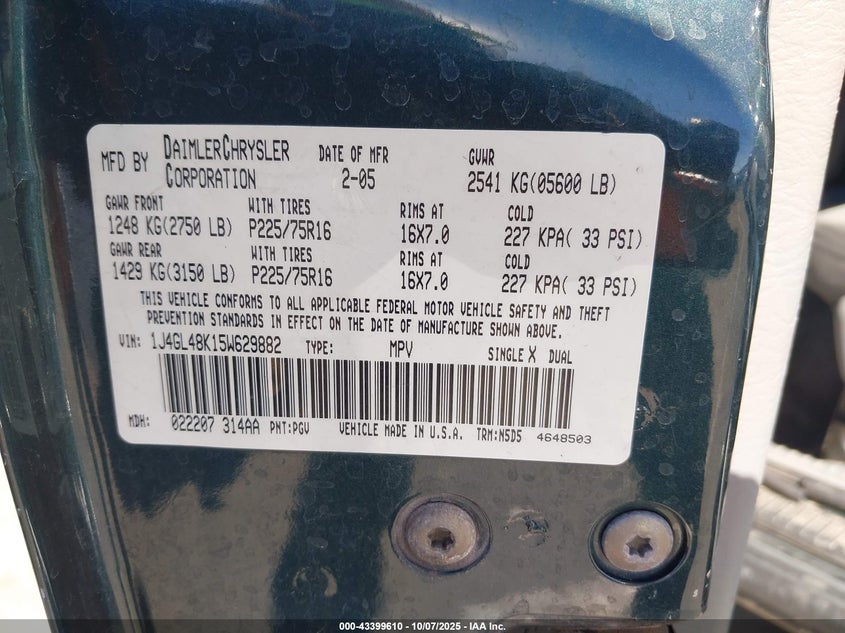 MFD BY DAIMLERCHRYSLER CORPORATION DATE OF MFR 2-05 GVWR 2541 KG(05600 LB)
GAWR FRONT WITH TIRES RIMS AT COLD
1248 KG(2750 LB) P225/75R16 16X7.0 227 KPA( 33 PSI)
GAWR REAR WITH TIRES RIMS AT COLD
1429 KG(3150 LB) P225/75R16 16X7.0 227 KPA( 33 PSI)
THIS VEHICLE CONFORMS TO ALL APPLICABLE FEDERAL MOTOR VEHICLE SAFETY AND THEFT
PREVENTION STANDARDS IN EFFECT ON THE DATE OF MANUFACTURE SHOWN ABOVE.
VIN: 1J4GL48K15W629882 TYPE: MPV SINGLE X DUAL
MDH: 022207 314AA PNT:PGV VEHICLE MADE IN U.S.A. TRM:N5D5 4648503
000-43399610 - 10/07/2025 - IAA Inc.